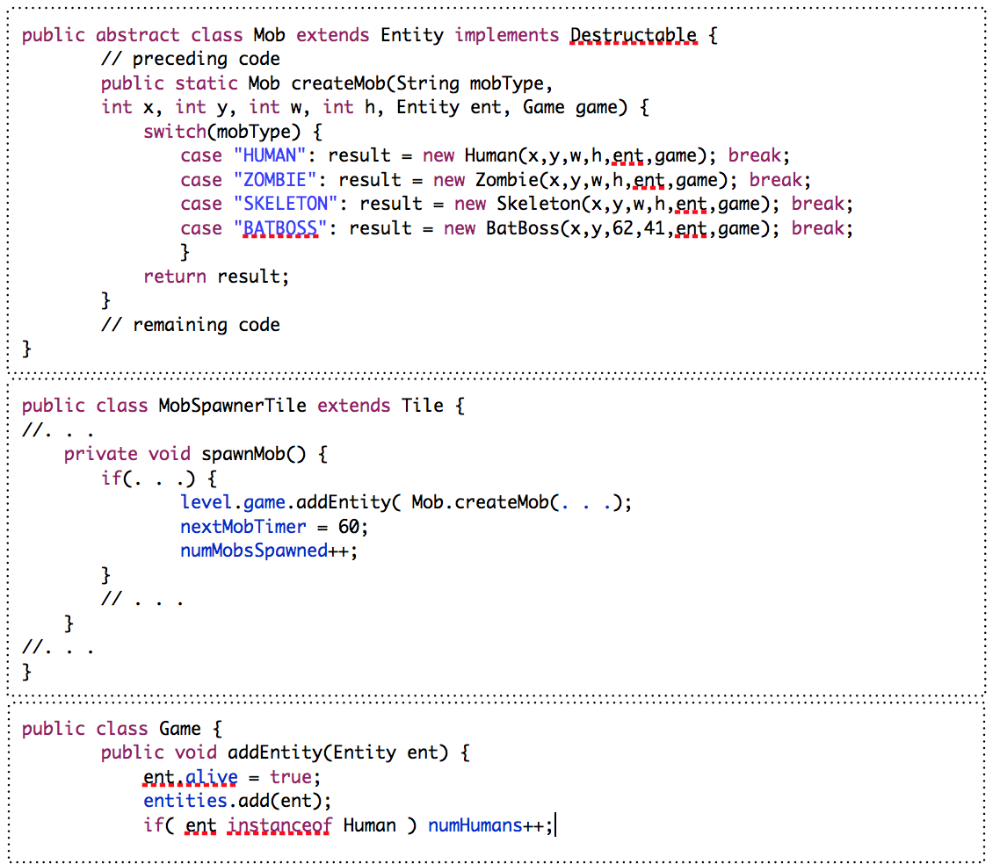 public abstract class Mob extends Entity implements Destructable {
// preceding code
public static Mob createMob(String mobType,
int x, int y, int w, int h, Entity ent, Game game) {
switch(mobType) {
case "HUMAN": result = new Human(x,y,w,h,ent,game); break;
case "ZOMBIE": result = new Zombie(x,y,w,h,ent,game); break;
case "SKELETON": result = new Skeleton(x,y,w,h,ent,game); break;
case "BATBOSS": result = new BatBoss(x,y,62,41,ent,game); break;
}
return result;
}
// remaining code
}
public class MobSpawnerTile extends Tile {
//. . .
private void spawnMob() {
if(. . .) {
level.game.addEntity( Mob.createMob(. . .);
nextMobTimer = 60;
numMobsSpawned++;
}
// . . .
}
//. . .
}
public class Game {
public void addEntity(Entity ent) {
ent.alive = true;
entities.add(ent);
if( ent instanceof Human ) numHumans++;